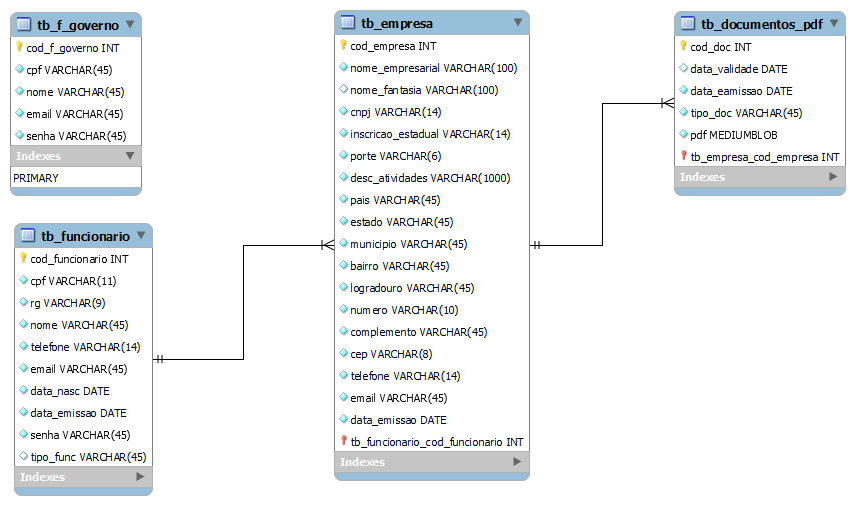 tb_f_governo
cod_f_governo INT
cpf VARCHAR(45)
nome VARCHAR(45)
email VARCHAR(45)
senha VARCHAR(45)
Indexes
PRIMARY
tb_funcionario
cod_funcionario INT
cpf VARCHAR(11)
rg VARCHAR(9)
nome VARCHAR(45)
telefone VARCHAR(14)
email VARCHAR(45)
data_nasc DATE
data_emissao DATE
senha VARCHAR(45)
tipo_func VARCHAR(45)
Indexes
tb_empresa
cod_empresa INT
nome_empresarial VARCHAR(100)
nome_fantasia VARCHAR(100)
cnpj VARCHAR(14)
inscricao_estadual VARCHAR(14)
porte VARCHAR(6)
desc_atividades VARCHAR(1000)
pais VARCHAR(45)
estado VARCHAR(45)
municipio VARCHAR(45)
bairro VARCHAR(45)
logradouro VARCHAR(45)
numero VARCHAR(10)
complemento VARCHAR(45)
cep VARCHAR(8)
telefone VARCHAR(14)
email VARCHAR(45)
data_emissao DATE
tb_funcionario_cod_funcionario INT
Indexes
tb_documentos_pdf
cod_doc INT
data_validade DATE
data_eamissao DATE
tipo_doc VARCHAR(45)
pdf MEDIUMBLOB
tb_empresa_cod_empresa INT
Indexes